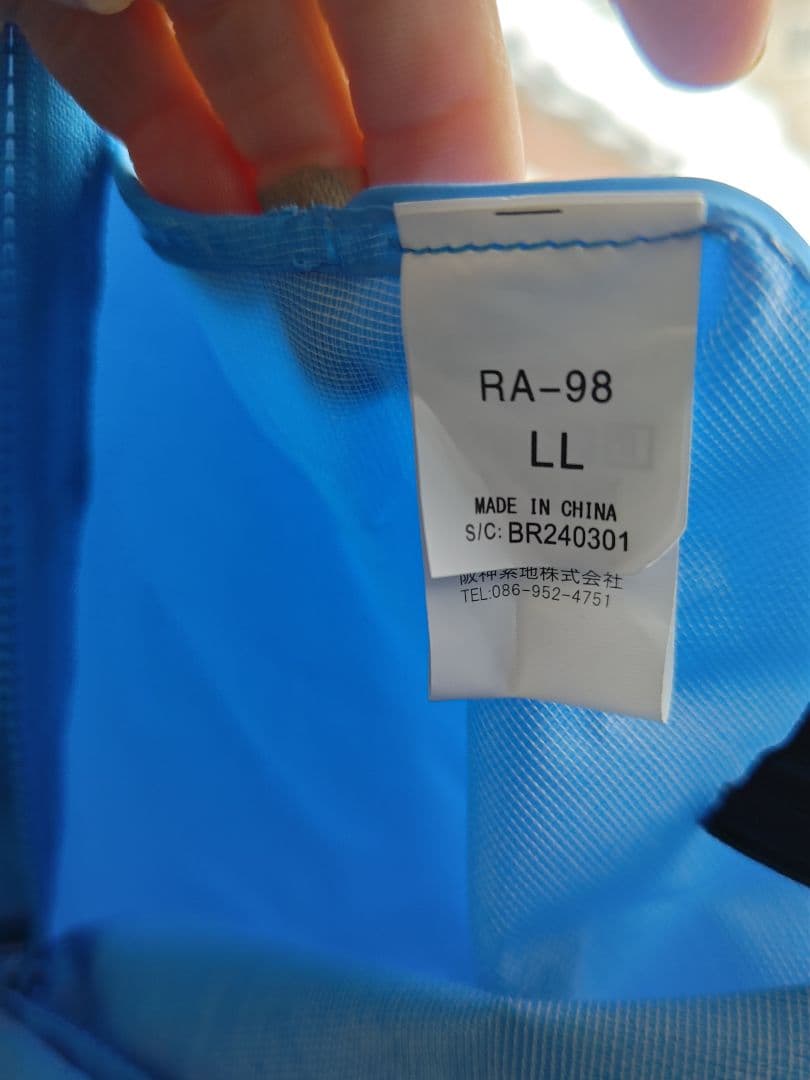 RA-98
LL
MADE IN CHINA
S/C: BR240301
阪神素地株式会社
TEL:086-952-4751